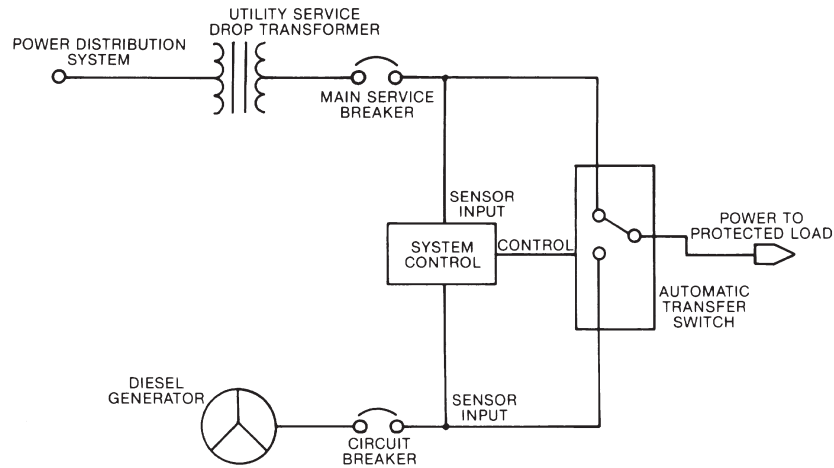 UTILITY SERVICE
DROP TRANSFORMER
POWER DISTRIBUTION
SYSTEM
MAIN SERVICE
BREAKER
SENSOR
INPUT
SYSTEM
CONTROL
CONTROL
POWER TO
PROTECTED LOAD
AUTOMATIC
TRANSFER
SWITCH
DIESEL
GENERATOR
SENSOR
INPUT
CIRCUIT
BREAKER